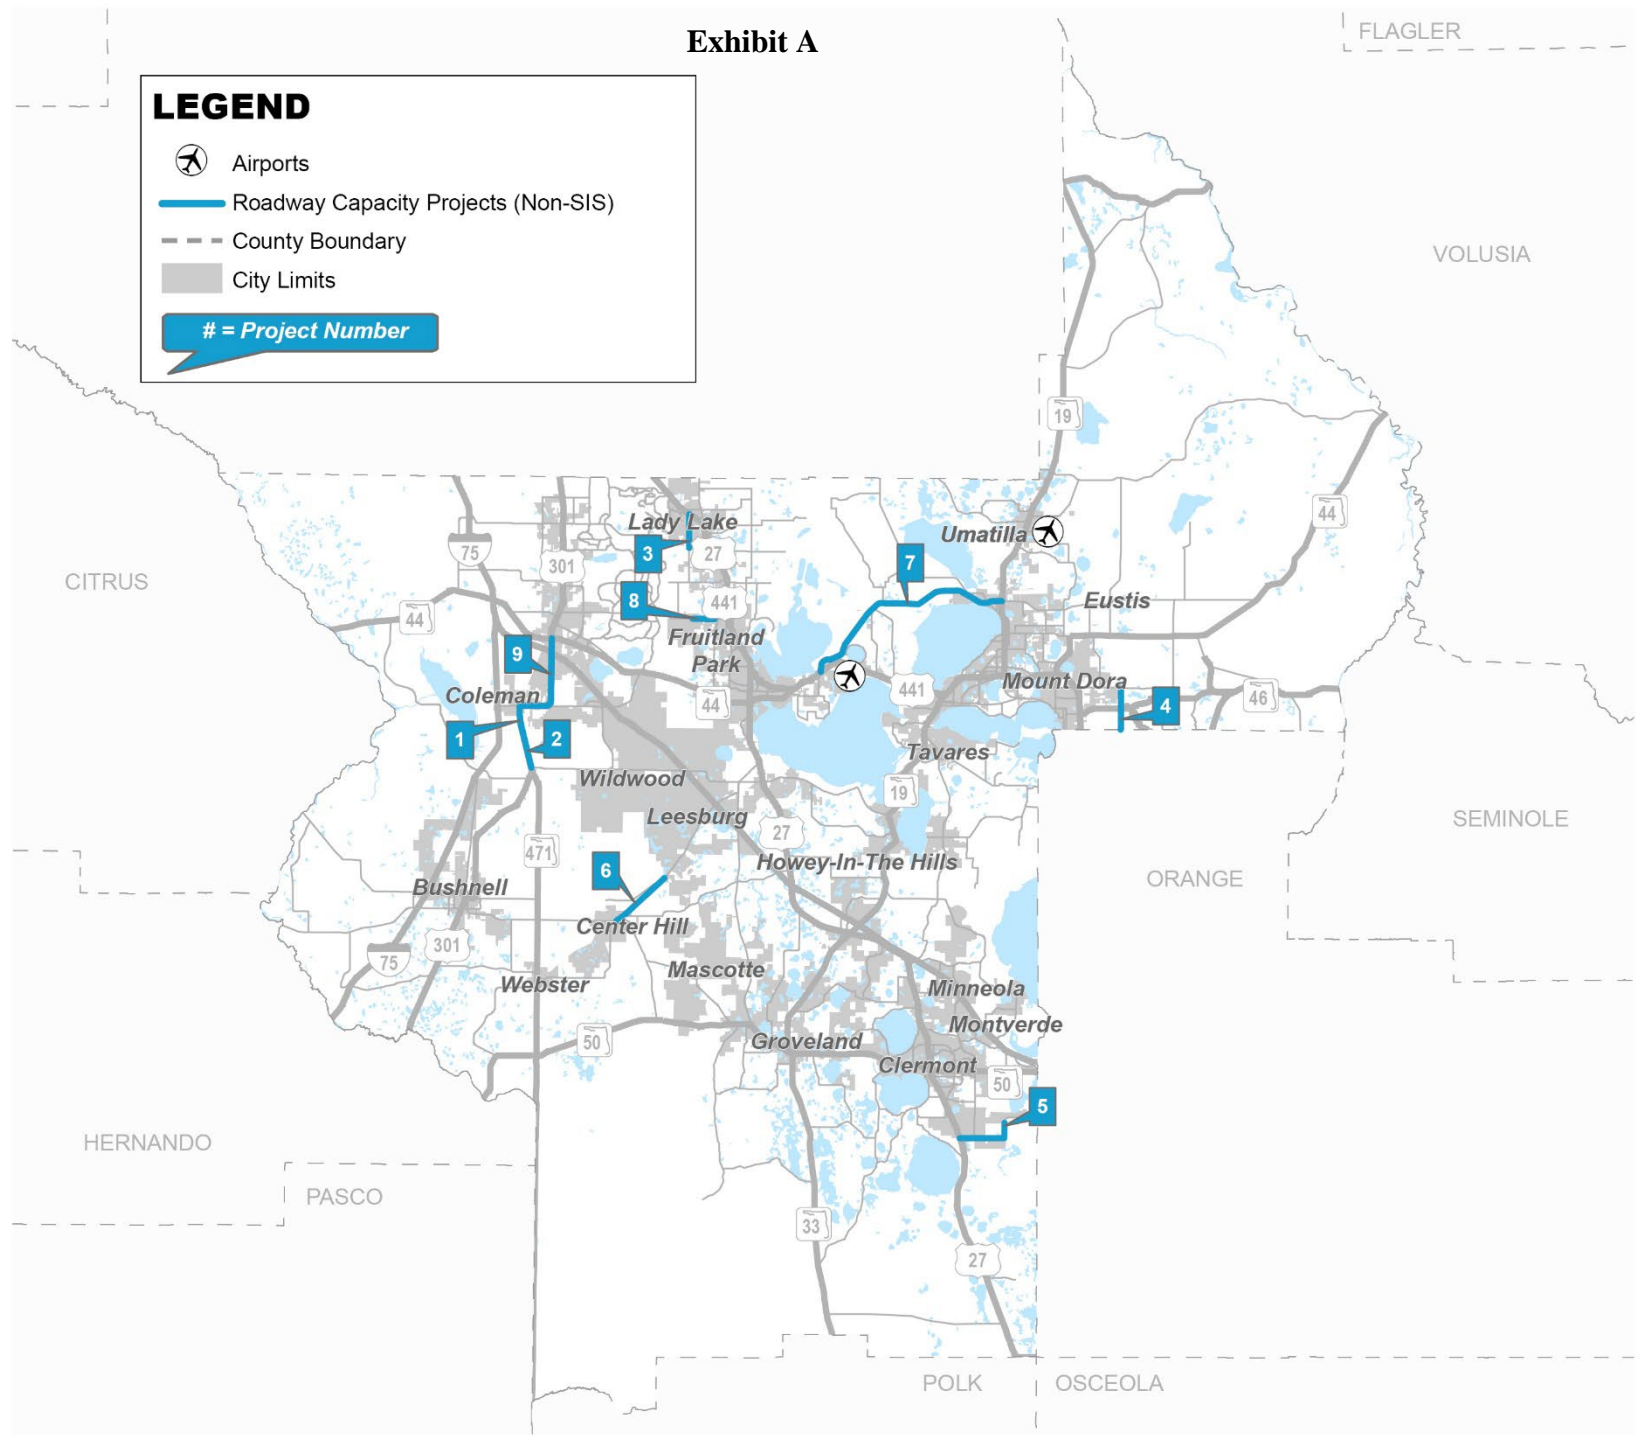 Exhibit A
FLAGLER
LEGEND
Airports
Roadway Capacity Projects (Non-SIS)
County Boundary
City Limits
# = Project Number
VOLUSIA
19
44
Lady Lake
Umatilla
3
27
75
301
7
CITRUS
8
441
Eustis
44
Fruitland
Park
9
Coleman
44
441
Mount Dora
46
4
1
2
Tavares
Wildwood
19
Leesburg
SEMINOLE
27
471
Howey-In-The Hills
6
Bushnell
ORANGE
Center Hill
301
75
Mascotte
Webster
Minneola
Montverde
50
Groveland
Clermont
50
5
HERNANDO
PASCO
33
27
POLK
OSCEOLA